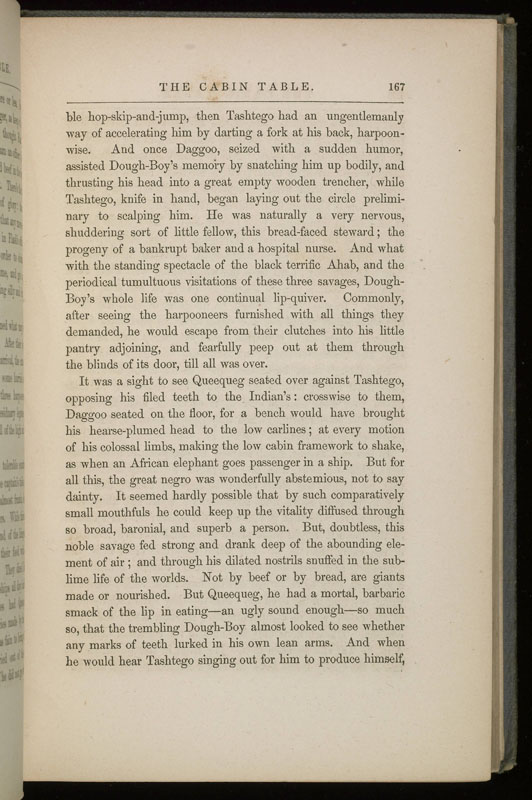 THE CABIN TABLE. 167
ble hop-skip-and-jump, then Tashtego had an ungentlemanly
way of accelerating him by darting a fork at his back, harpoon-
wise. And once Daggoo, seized with a sudden humor,
assisted Dough-Boy's memory by snatching him up bodily, and
thrusting his head into a great empty wooden trencher, while
Tashtego, knife in hand, began laying out the circle prelimi-
nary to scalping him. He was naturally a very nervous,
shuddering sort of little fellow, this bread-faced steward; the
progeny of a bankrupt baker and a hospital nurse. And what
with the standing spectacle of the black terrific Ahab, and the
periodical tumultuous visitations of these three savages, Dough-
Boy's whole life was one continual lip-quiver. Commonly,
after seeing the harpooneers furnished with all things they
demanded, he would escape from their clutches into his little
pantry adjoining, and fearfully peep out at them through
the blinds of its door, till all was over.
It was a sight to see Queequeg seated over against Tashtego,
opposing his filed teeth to the Indian's: crosswise to them,
Daggoo seated on the floor, for a bench would have brought
his hearse-plumed head to the low carlines; at every motion
of his colossal limbs, making the low cabin framework to shake,
as when an African elephant goes passenger in a ship. But for
all this, the great negro was wonderfully abstemious, not to say
dainty. It seemed hardly possible that by such comparatively
small mouthfuls he could keep up the vitality diffused through
so broad, baronial, and superb a person. But, doubtless, this
noble savage fed strong and drank deep of the abounding ele-
ment of air; and through his dilated nostrils snuffed in the sub-
lime life of the worlds. Not by beef or by bread, are giants
made or nourished. But Queequeg, he had a mortal, barbaric
smack of the lip in eating—an ugly sound enough—so much
so, that the trembling Dough-Boy almost looked to see whether
any marks of teeth lurked in his own lean arms. And when
he would hear Tashtego singing out for him to produce himself,